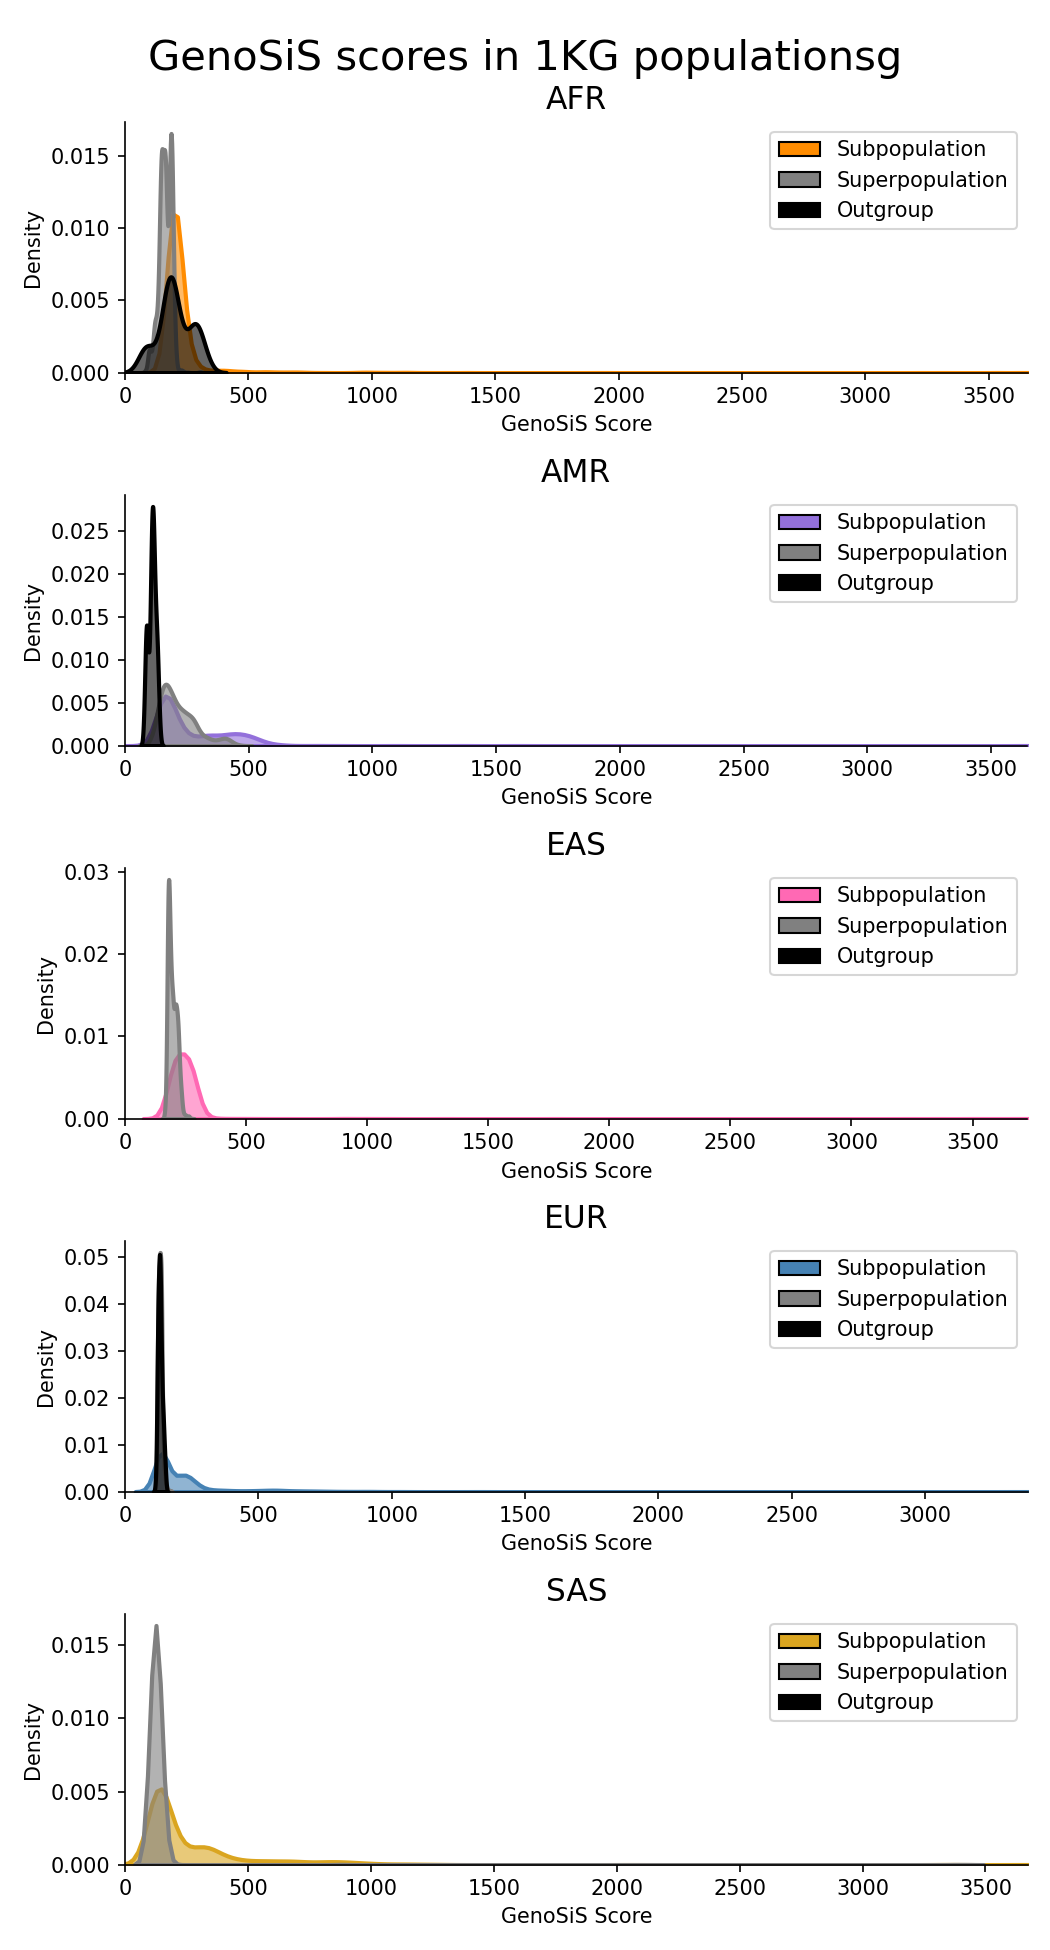 GenoSiS scores in 1KG populationsg
AFR
Subpopulation
Superpopulation
Outgroup
Density
0.015
0.010
0.005
0.000
0 500 1000 1500 2000 2500 3000 3500
GenoSiS Score
AMR
Subpopulation
Superpopulation
Outgroup
Density
0.025
0.020
0.015
0.010
0.005
0.000
0 500 1000 1500 2000 2500 3000 3500
GenoSiS Score
EAS
Subpopulation
Superpopulation
Outgroup
Density
0.03
0.02
0.01
0.00
0 500 1000 1500 2000 2500 3000 3500
GenoSiS Score
EUR
Subpopulation
Superpopulation
Outgroup
Density
0.05
0.04
0.03
0.02
0.01
0.00
0 500 1000 1500 2000 2500 3000
GenoSiS Score
SAS
Subpopulation
Superpopulation
Outgroup
Density
0.015
0.010
0.005
0.000
0 500 1000 1500 2000 2500 3000 3500
GenoSiS Score